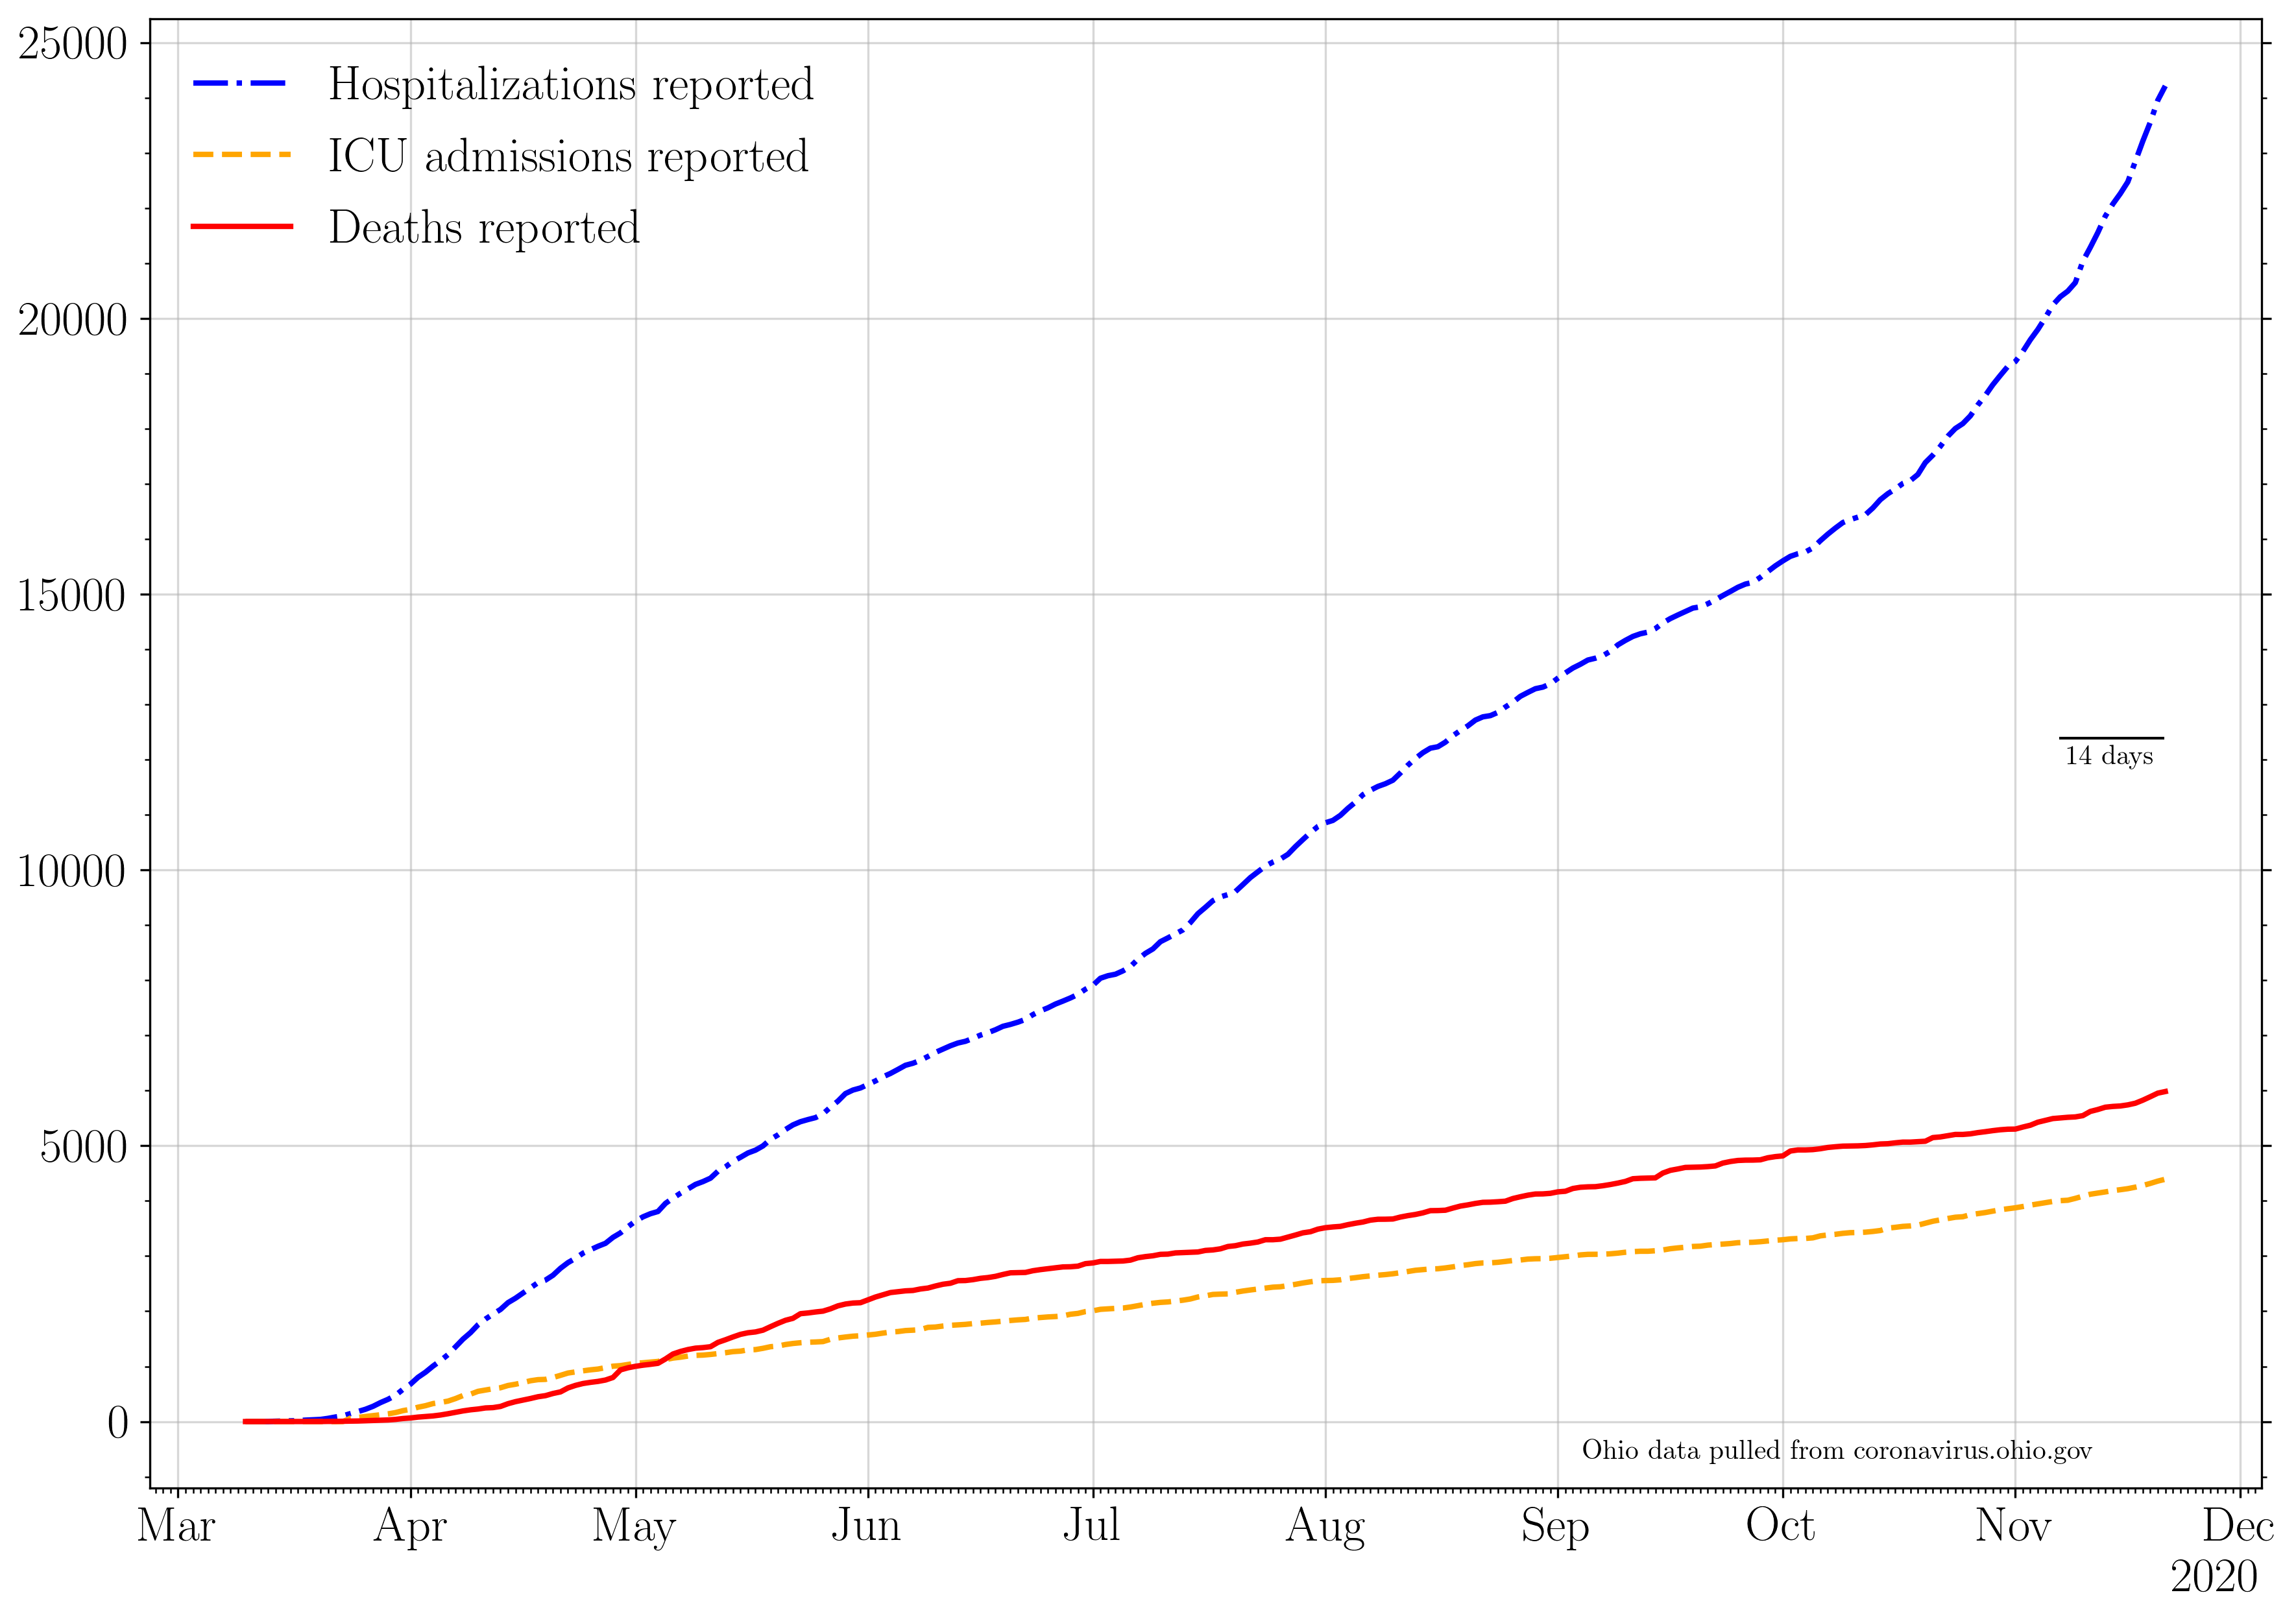 25000
Hospitalizations reported
ICU admissions reported
Deaths reported
20000
15000
14 days
10000
5000
0
Ohio data pulled from coronavirus.ohio.gov
Mar Apr May Jun Jul Aug Sep Oct Nov Dec
2020